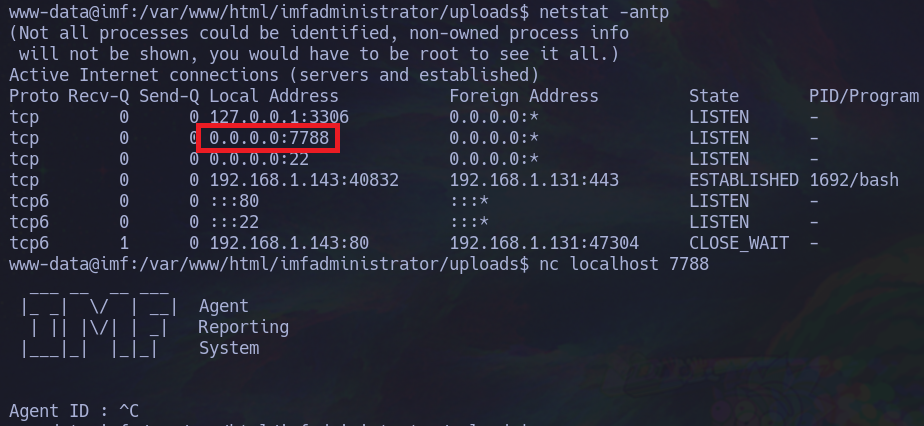 www-data@imf:/var/www/html/imfadministrator/uploads$ netstat -antp
(Not all processes could be identified, non-owned process info
 will not be shown, you would have to be root to see it all.)
Active Internet connections (servers and established)
Proto Recv-Q Send-Q Local Address           Foreign Address         State       PID/Program
tcp        0      0 127.0.0.1:3306          0.0.0.0:*               LISTEN      -
tcp        0      0 0.0.0.0:7788            0.0.0.0:*               LISTEN      -
tcp        0      0 0.0.0.0:22              0.0.0.0:*               LISTEN      -
tcp        0      0 192.168.1.143:40832     192.168.1.131:443       ESTABLISHED 1692/bash
tcp6       0      0 :::80                   :::*                    LISTEN      -
tcp6       0      0 :::22                   :::*                    LISTEN      -
tcp6       1      0 192.168.1.143:80        192.168.1.131:47304     CLOSE_WAIT  -
www-data@imf:/var/www/html/imfadministrator/uploads$ nc localhost 7788
  ___ __  __ ___
 |_ _|  \/  | __|  Agent
  | || |\/| | _|   Reporting
 |___|_|  |_|_|    System


Agent ID : ^C